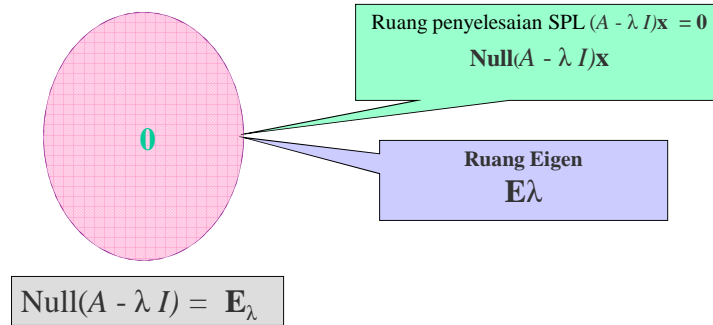 Ruang penyelesaian SPL (A - λ I)x = 0
Null(A - λ I)x
0
Ruang Eigen
Eλ
Null(A - λ I) = Eλ